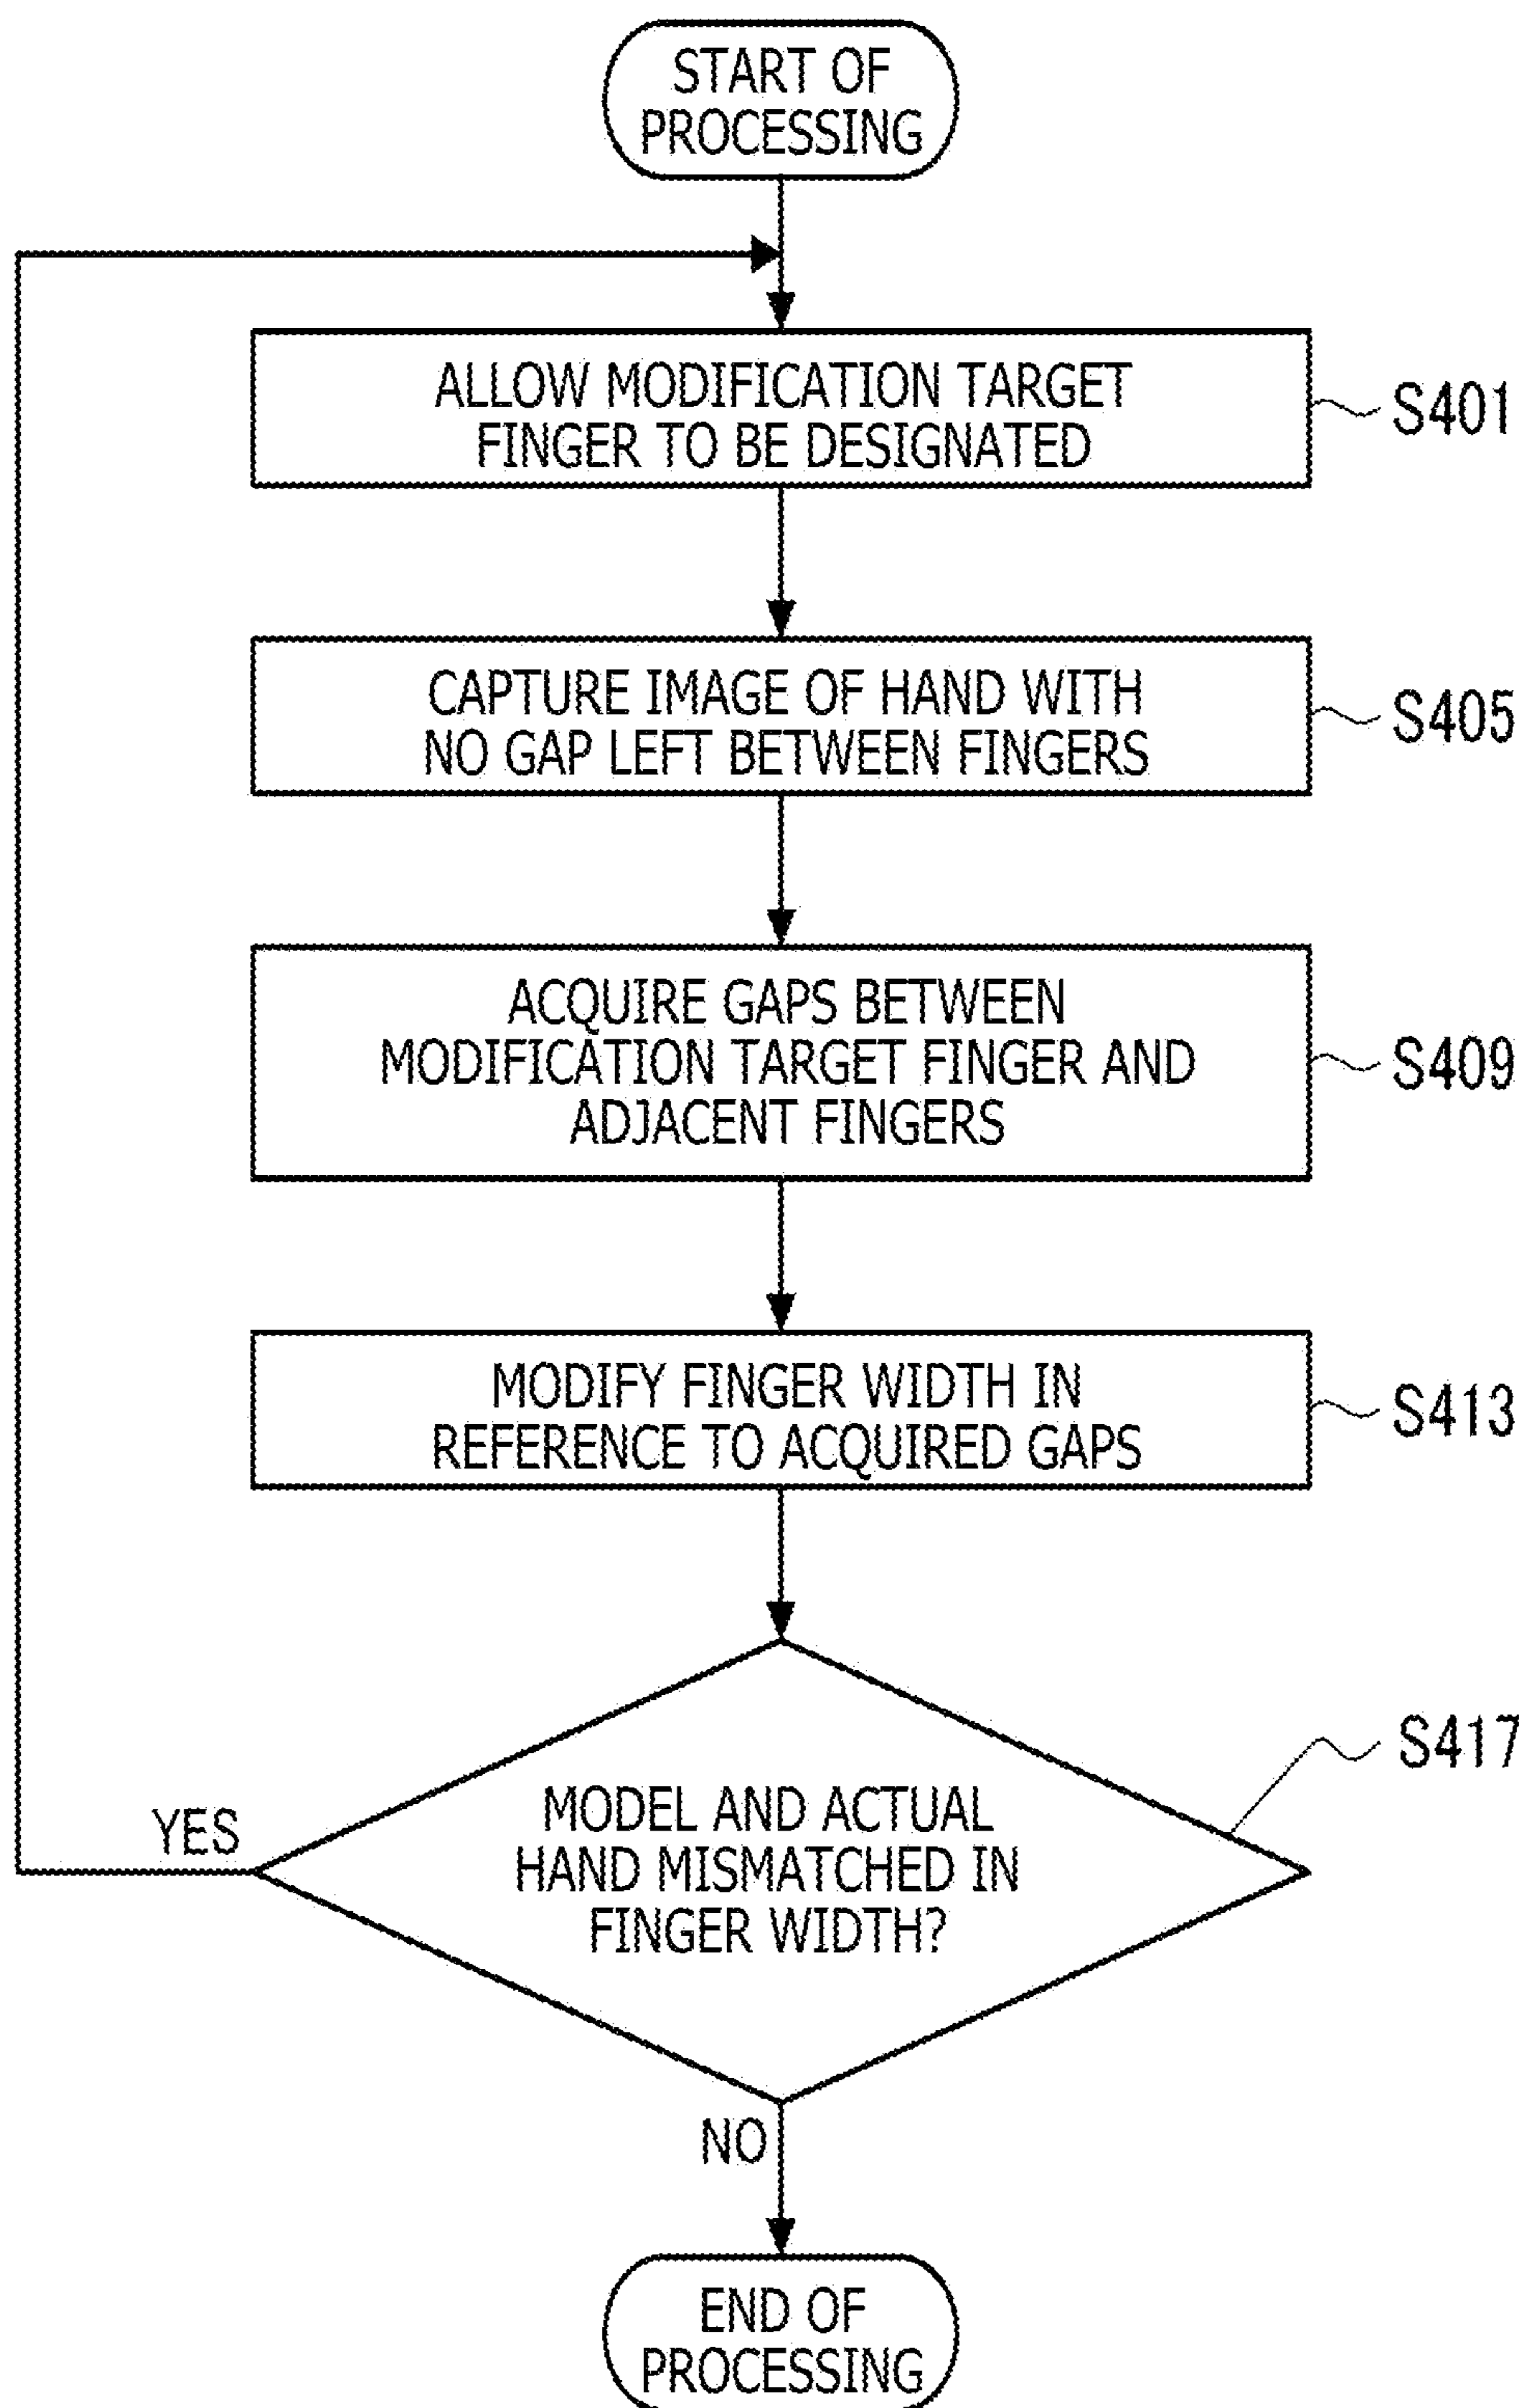 START OF
PROCESSING
ALLOW MODIFICATION TARGET
FINGER TO BE DESIGNATED
S401
CAPTURE IMAGE OF HAND WITH
NO GAP LEFT BETWEEN FINGERS
S405
ACQUIRE GAPS BETWEEN
MODIFICATION TARGET FINGER AND
ADJACENT FINGERS
S409
MODIFY FINGER WIDTH IN
REFERENCE TO ACQUIRED GAPS
S413
MODEL AND ACTUAL
HAND MISMATCHED IN
FINGER WIDTH?
S417
YES
NO
END OF
PROCESSING